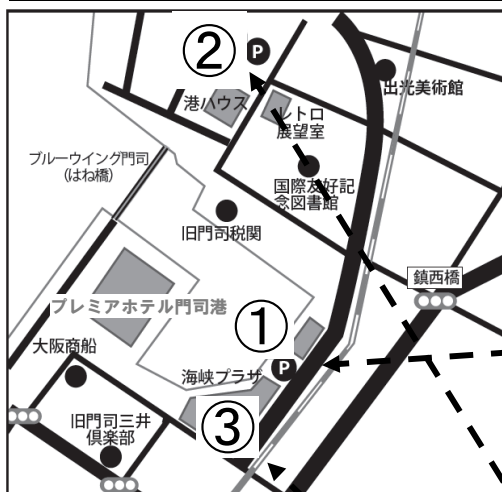 ②
P
出光美術館
港ハウス
レトロ
展望室
ブルーウイング門司
(はね橋)
国際友好記
念図書館
旧門司税関
鎮西橋
プレミアホテル門司港
①
大阪商船
海峡プラザ
P
③
旧門司三井
倶楽部